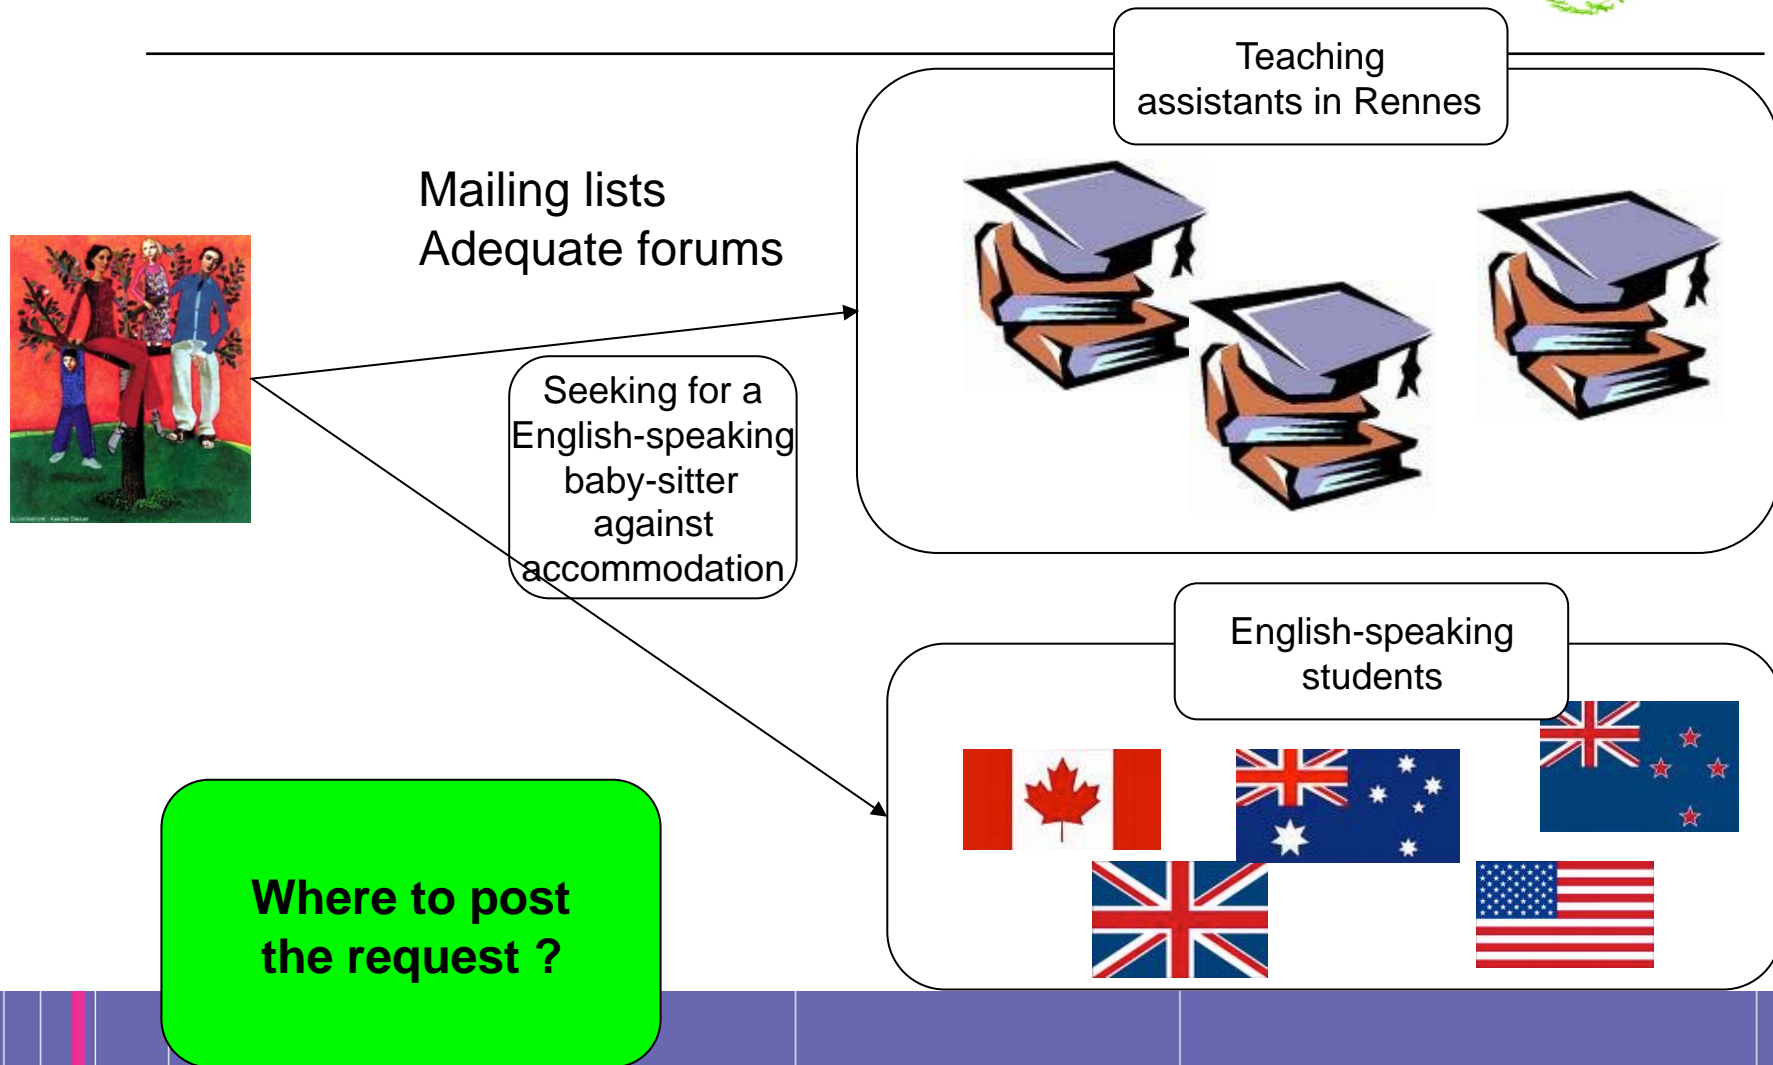 Teaching
assistants in Rennes
Mailing lists
Adequate forums
Seeking for a
English-speaking
baby-sitter
against
accommodation
English-speaking
students
Where to post
the request ?